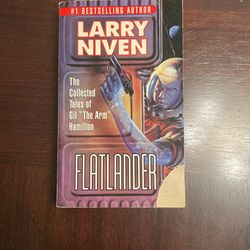 #1 BESTSELLING AUTHOR
LARRY
NIVEN
The
Collected
Tales of
Gil "The Arm"
Hamilton
FLATLANDER